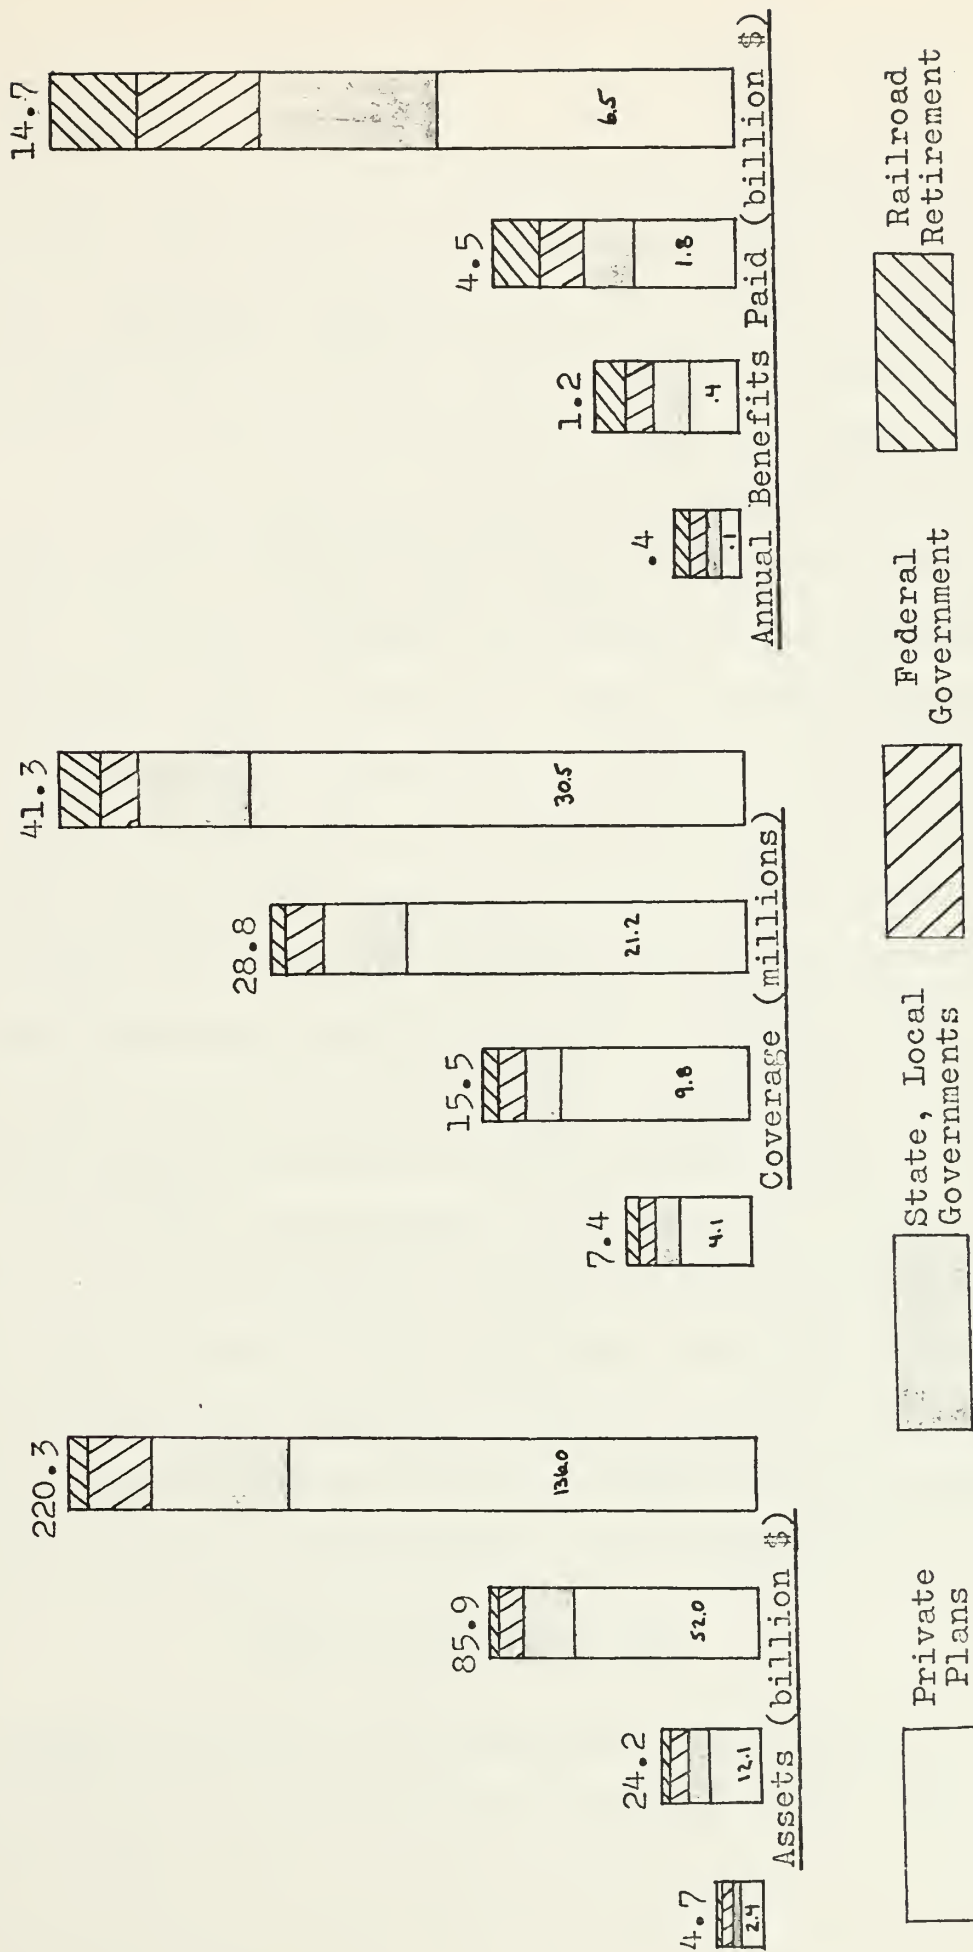 4.7
2.4
24.2
12.1
85.9
52.0
220.3
136.0
Assets (billion $)
7.4
4.1
15.5
9.8
28.8
21.2
41.3
30.5
Coverage (millions)
.4
.1
1.2
.4
4.5
1.8
14.7
6.5
Annual Benefits Paid (billion $)
Private
Plans
State, Local
Governments
Federal
Government
Railroad
Retirement